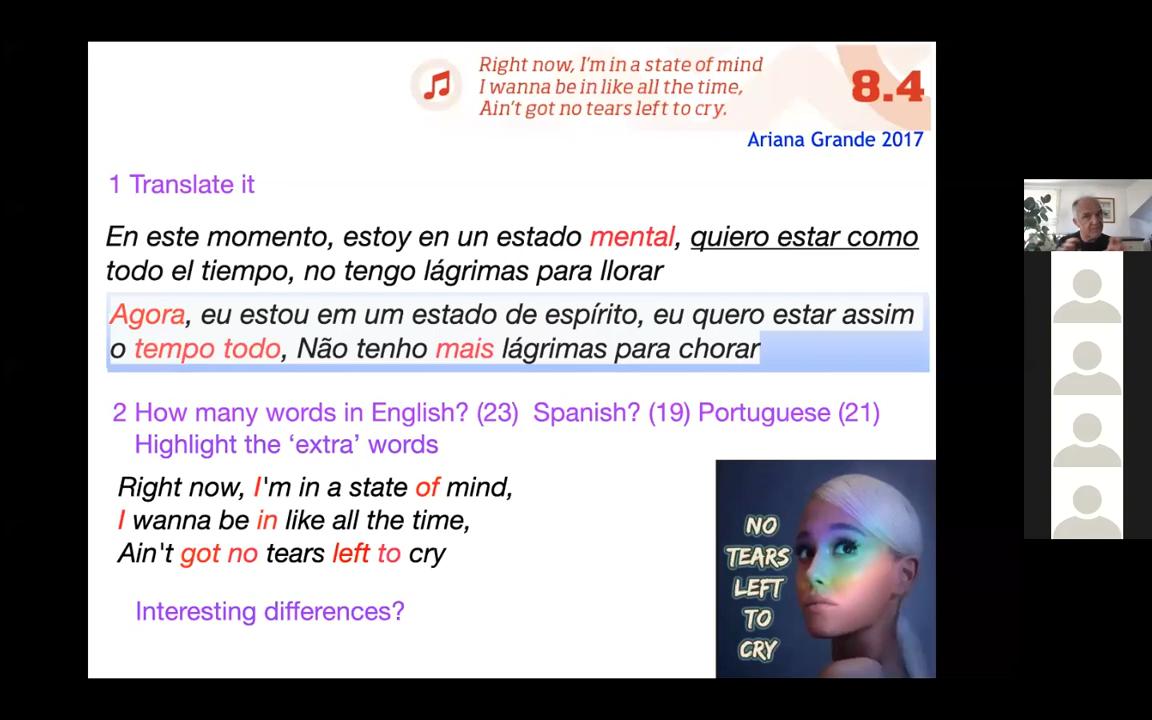 Right now, I'm in a state of mind
I wanna be in like all the time,
Ain't got no tears left to cry.
8.4
Ariana Grande 2017
1 Translate it
En este momento, estoy en un estado mental, quiero estar como
todo el tiempo, no tengo lágrimas para llorar
Agora, eu estou em um estado de espírito, eu quero estar assim
o tempo todo, Não tenho mais lágrimas para chorar
2 How many words in English? (23) Spanish? (19) Portuguese (21)
Highlight the ‘extra’ words
Right now, I'm in a state of mind,
I wanna be in like all the time,
Ain't got no tears left to cry
Interesting differences?
NO
TEARS
LEFT
TO
CRY